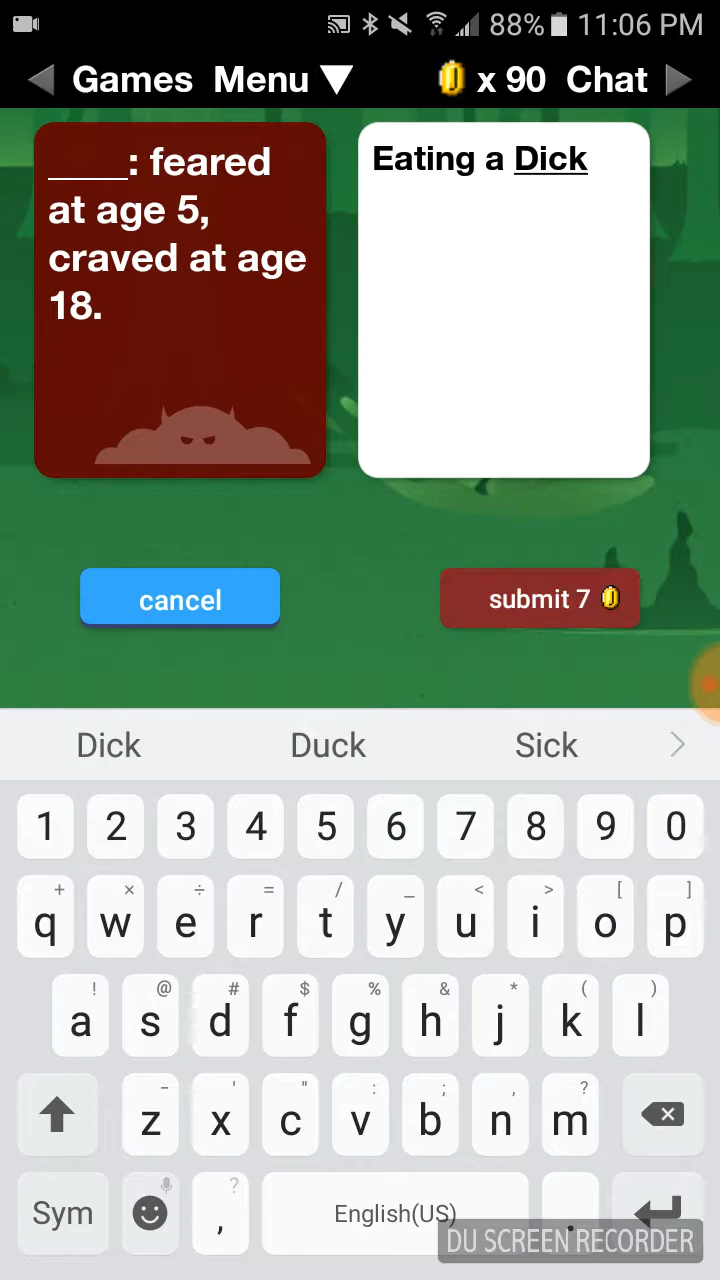 88% 11:06 PM
Games Menu x 90 Chat
____: feared
at age 5,
craved at age
18.
Eating a Dick
cancel
submit 7
Dick Duck Sick
1 2 3 4 5 6 7 8 9 0
+ × ÷ = / _ < > [ ]
q w e r t y u i o p
! @ # $ % & * ( )
a s d f g h j k l
- ' " : ; , ?
z x c v b n m
?
Sym , English(US) .
DU SCREEN RECORDER